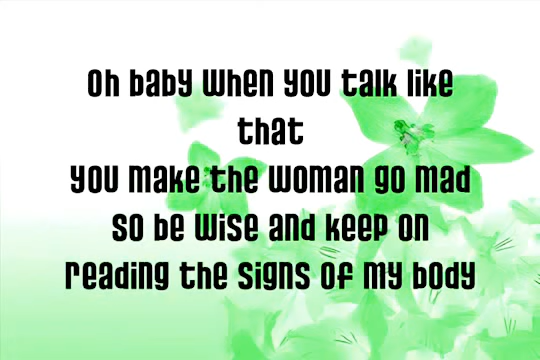 Oh baby when you talk like
that
you make the woman go mad
so be wise and keep on
reading the signs of my body